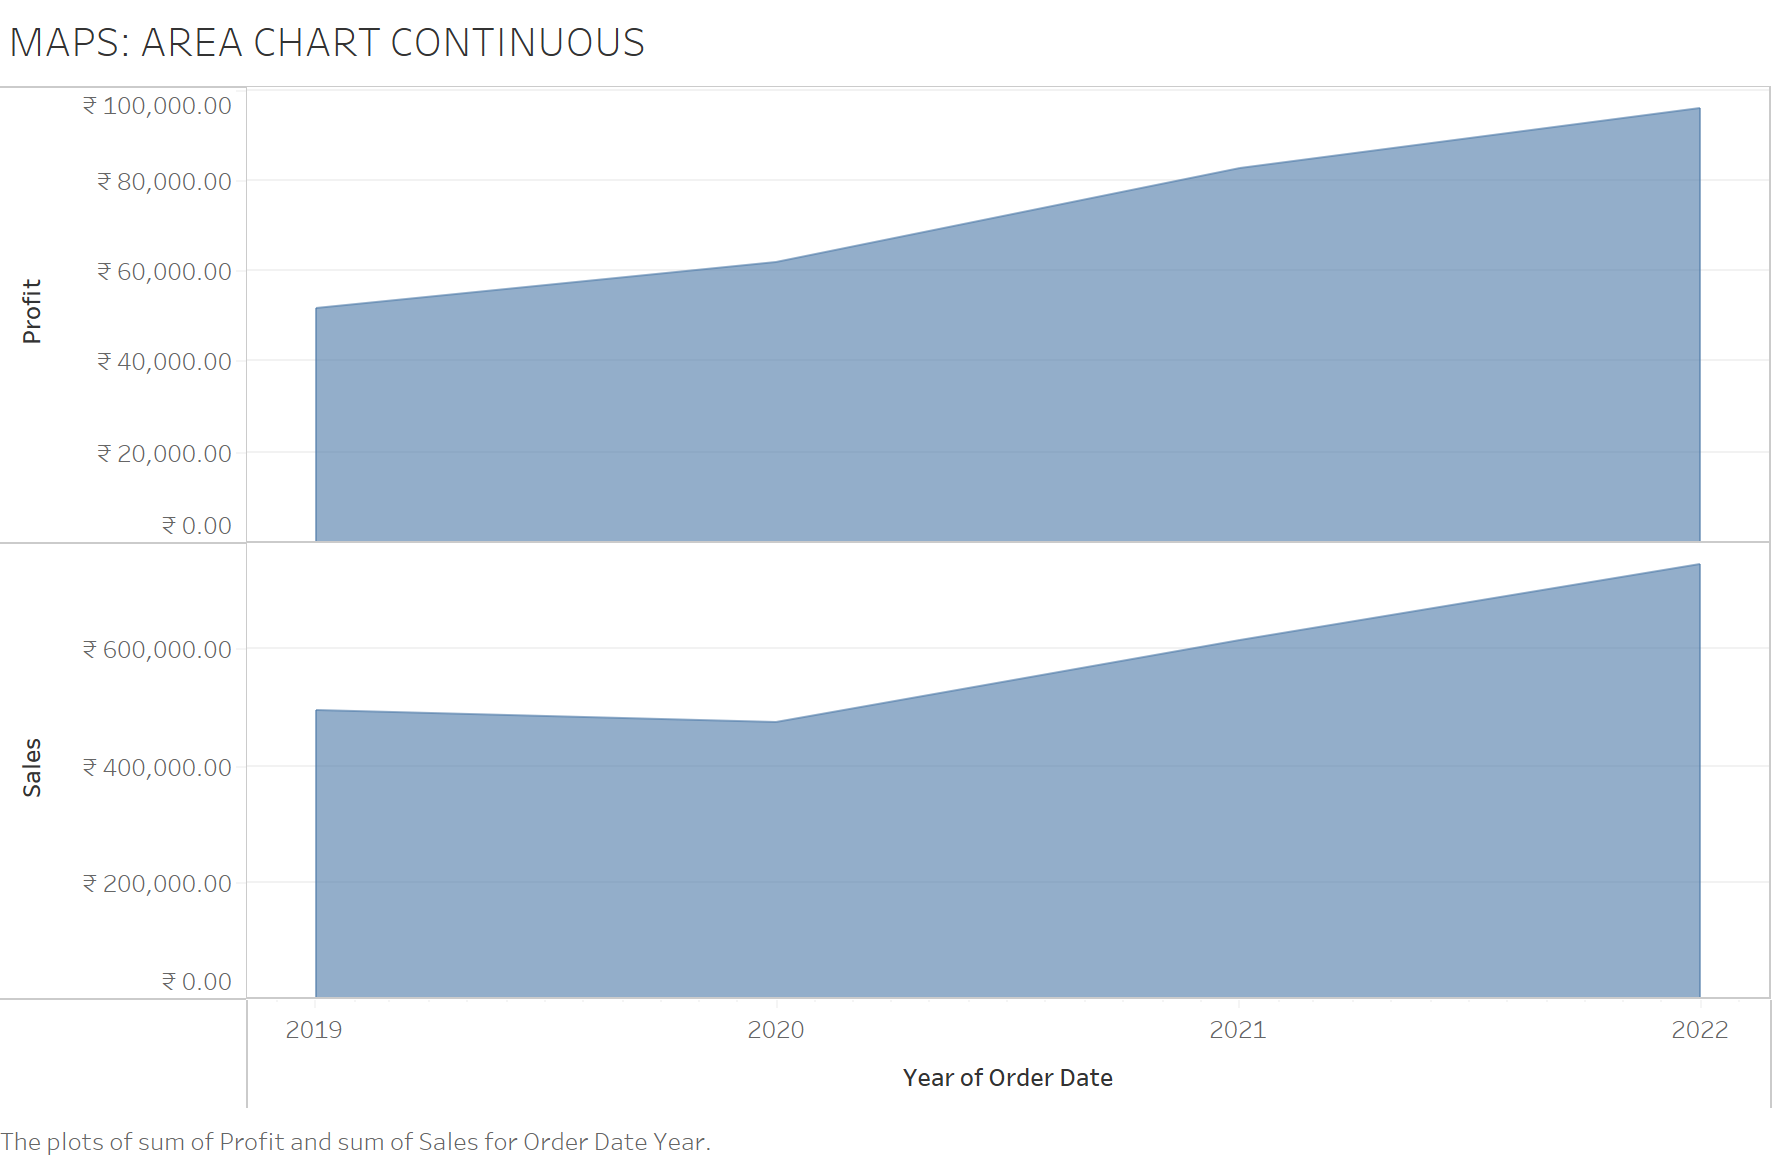 MAPS: AREA CHART CONTINUOUS
Profit
₹ 100,000.00
₹ 80,000.00
₹ 60,000.00
₹ 40,000.00
₹ 20,000.00
₹ 0.00
Sales
₹ 600,000.00
₹ 400,000.00
₹ 200,000.00
₹ 0.00
2019 2020 2021 2022
Year of Order Date
The plots of sum of Profit and sum of Sales for Order Date Year.